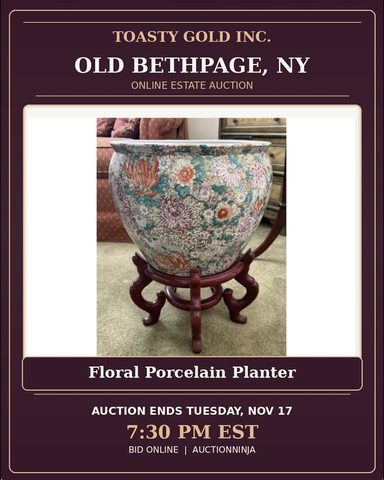 TOASTY GOLD INC.
OLD BETHPAGE, NY
ONLINE ESTATE AUCTION
Floral Porcelain Planter
AUCTION ENDS TUESDAY, NOV 17
7:30 PM EST
BID ONLINE | AUCTIONNINJA